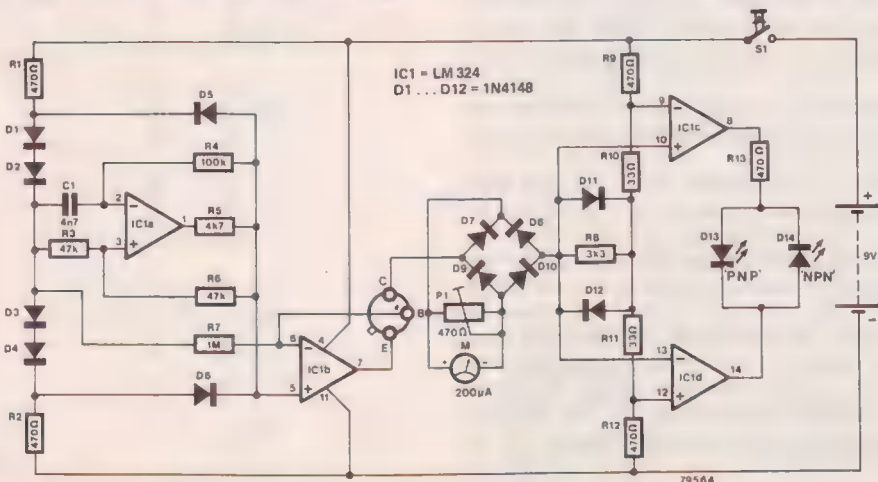 IC1 = LM 324
D1 ... D12 = 1N4148
R1
470Ω
D1
D2
D5
R4
100k
C1
4n7
2
3
IC1a
1
R5
4k7
R3
47k
R6
47k
D3
D4
R7
1M
D6
R2
470Ω
6
5
4
11
IC1b
7
C
B
E
D7
D8
D9
D10
P1
470Ω
+ M -
200µA
R9
470Ω
R10
33Ω
D11
R8
3k3
D12
R11
33Ω
R12
470Ω
9
10
IC1c
8
R13
470Ω
D13
'PNP'
D14
'NPN'
13
12
IC1d
14
S1
+
9V
-
79564